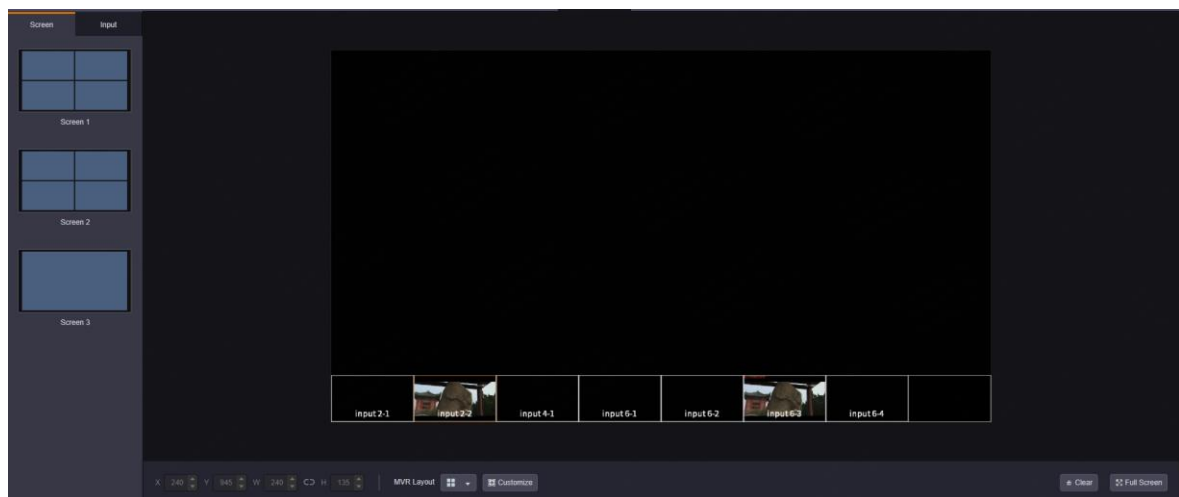 Screen Input
Screen 1
Screen 2
Screen 3
input 2-1 input 2-2 input 4-1 input 6-1 input 6-2 input 6-3 input 6-4
X 240 Y 945 W 240 H 135 MVR Layout Customize Clear Full Screen